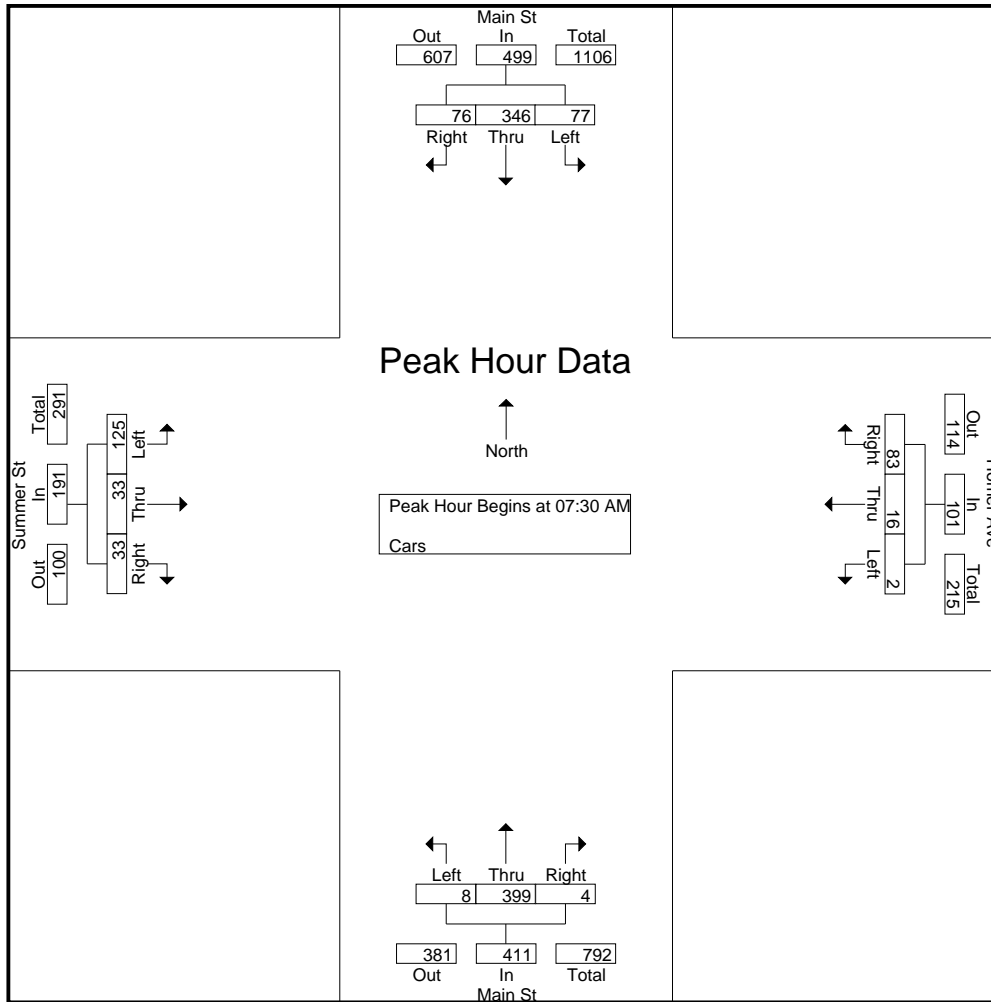 Main St
Out In Total
607 499 1106
76 346 77
Right Thru Left
Peak Hour Data
North
Peak Hour Begins at 07:30 AM
Cars
Summer St
Total In Out
291 191 100
125 33 33
Left Thru Right
Right Thru Left
83 16 2
114 101 215
Out In Total
Left Thru Right
8 399 4
381 411 792
Out In Total
Main St